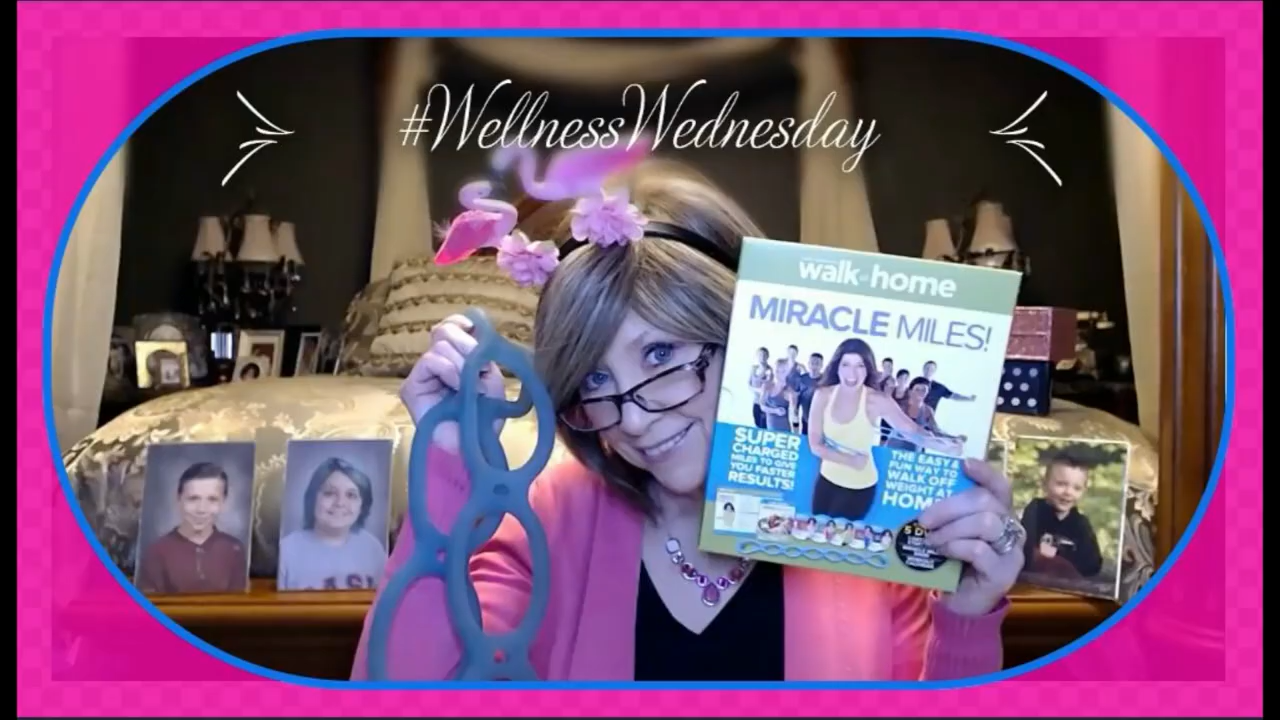 #WellnessWednesday
walk at home
MIRACLE MILES!
SUPER
CHARGED
MILES TO GIVE
YOU FASTER
RESULTS!
THE EASY &
FUN WAY TO
WALK OFF
WEIGHT AT
HOME